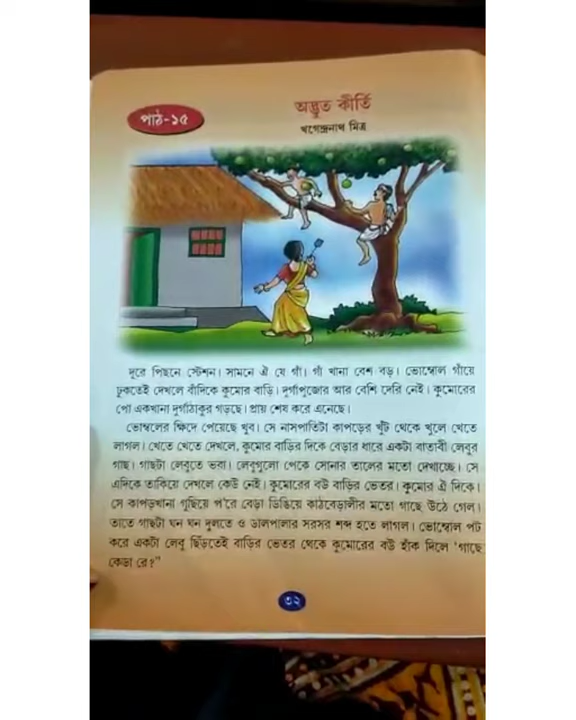 পাঠ-১৫
অদ্ভুত কীর্তি
খগেন্দ্রনাথ মিত্র
দূরে পিছনে স্টেশন। সামনে ঐ যে গাঁ। গাঁ খানা বেশ বড়। ভোম্বোল গাঁয়ে
ঢুকতেই দেখলে বাঁদিকে কুমোর বাড়ি। দুর্গাপুজোর আর বেশি দেরি নেই। কুমোরের
পো একখানা দুর্গাঠাকুর গড়ছে। প্রায় শেষ করে এনেছে।
ভোম্বলের ক্ষিদে পেয়েছে খুব। সে নাসপাতিটা কাপড়ের খুঁট থেকে খুলে খেতে
লাগল। খেতে খেতে দেখলে, কুমোর বাড়ির দিকে বেড়ার ধারে একটা বাতাবী লেবুর
গাছ। গাছটা লেবুতে ভরা। লেবুগুলো পেকে সোনার তালের মতো দেখাচ্ছে। সে
এদিকে তাকিয়ে দেখলে কেউ নেই। কুমোরের বউ বাড়ির ভেতর। কুমোর ঐ দিকে।
সে কাপড়খানা গুছিয়ে প'রে বেড়া ডিঙিয়ে কাঠবেড়ালীর মতো গাছে উঠে গেল।
তাতে গাছটা ঘন ঘন দুলতে ও ডালপালার সরসর শব্দ হতে লাগল। ভোম্বোল পট
করে একটা লেবু ছিঁড়তেই বাড়ির ভেতর থেকে কুমোরের বউ হাঁক দিলে ‘গাছে
কেডা রে?”
৩২